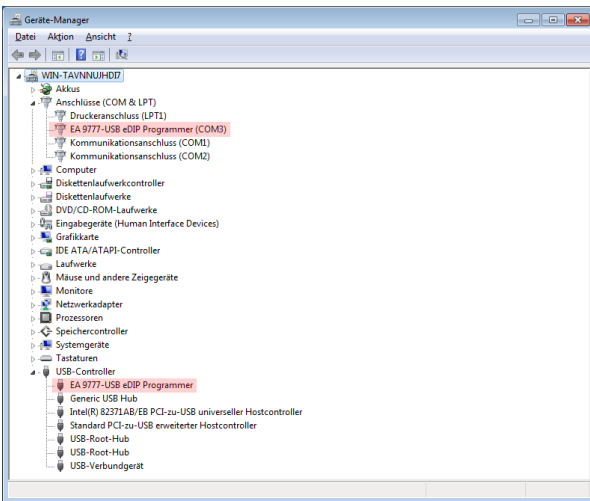 Geräte-Manager
Datei Aktion Ansicht ?
WIN-TAVNNUJHDI7
Akkus
Anschlüsse (COM & LPT)
Druckeranschluss (LPT1)
EA 9777-USB eDIP Programmer (COM3)
Kommunikationsanschluss (COM1)
Kommunikationsanschluss (COM2)
Computer
Diskettenlaufwerkcontroller
Diskettenlaufwerke
DVD/CD-ROM-Laufwerke
Eingabegeräte (Human Interface Devices)
Grafikkarte
IDE ATA/ATAPI-Controller
Laufwerke
Mäuse und andere Zeigegeräte
Monitore
Netzwerkadapter
Prozessoren
Speichercontroller
Systemgeräte
Tastaturen
USB-Controller
EA 9777-USB eDIP Programmer
Generic USB Hub
Intel(R) 82371AB/EB PCI-zu-USB universeller Hostcontroller
Standard PCI-zu-USB erweiterter Hostcontroller
USB-Root-Hub
USB-Root-Hub
USB-Verbundgerät